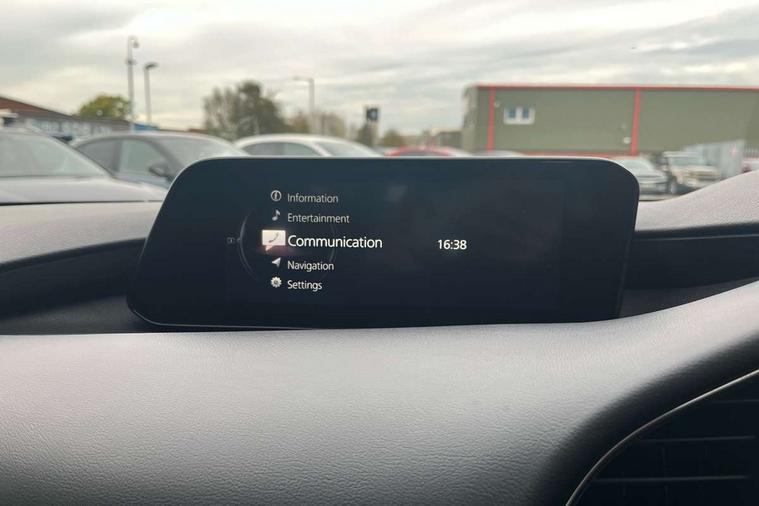 Information
Entertainment
Communication
16:38
Navigation
Settings